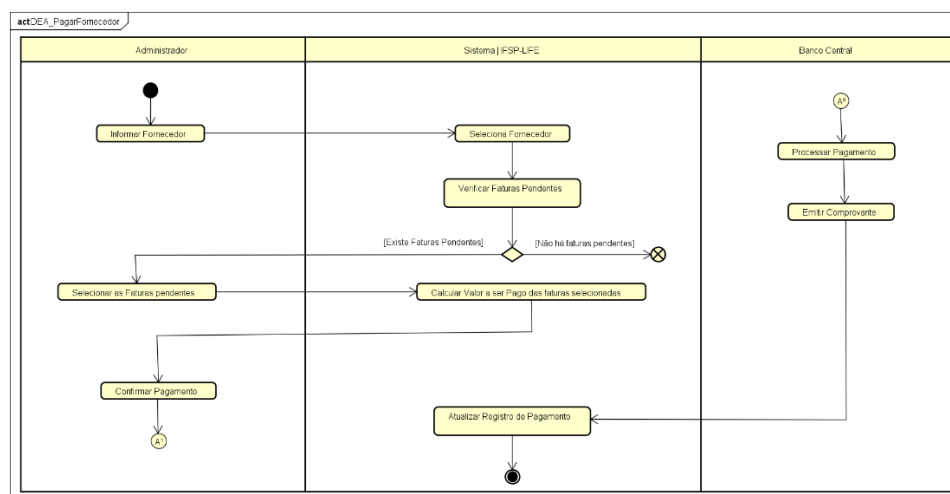 act DEA_PagarFornecedor
Administrador
Sistema | IFSP-LIFE
Banco Central
Informar Fornecedor
Seleciona Fornecedor
Verificar Faturas Pendentes
[Existe Faturas Pendentes]
[Não há faturas pendentes]
Selecionar as Faturas pendentes
Calcular Valor a ser Pago das faturas selecionadas
Confirmar Pagamento
Processar Pagamento
Emitir Comprovante
Atualizar Registro de Pagamento